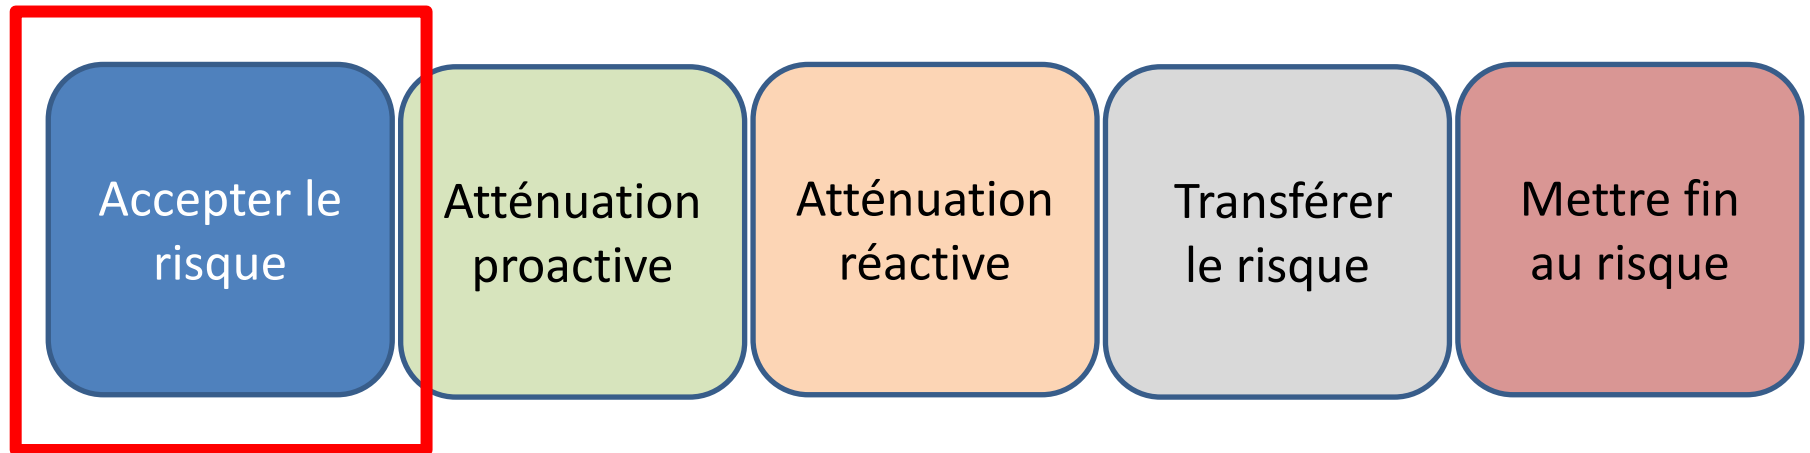 Accepter le
risque
Atténuation
proactive
Atténuation
réactive
Transférer
le risque
Mettre fin
au risque